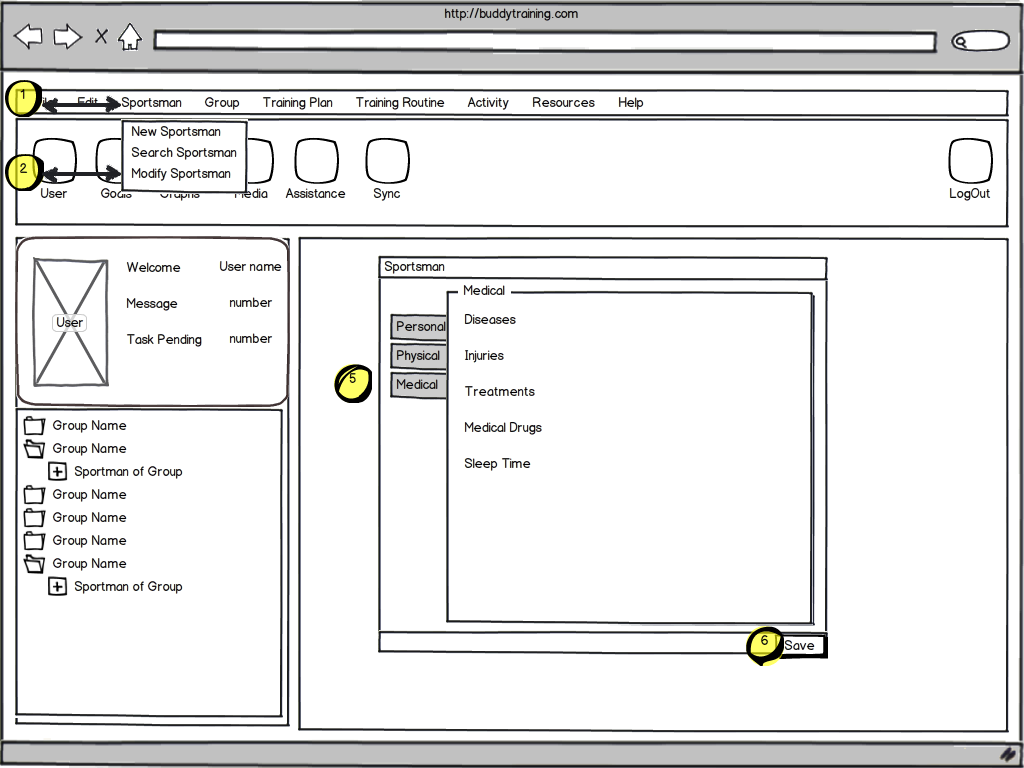 http://buddytraining.com
1
Edit Sportsman Group Training Plan Training Routine Activity Resources Help
New Sportsman
Search Sportsman
2 Modify Sportsman
User Goals Graphs Media Assistance Sync LogOut
Welcome User name
Message number
User
Task Pending number
Group Name
Group Name
Sportman of Group
Group Name
Group Name
Group Name
Group Name
Sportman of Group
Sportsman
Medical
Personal
Physical
Medical
5
Diseases
Injuries
Treatments
Medical Drugs
Sleep Time
6 Save